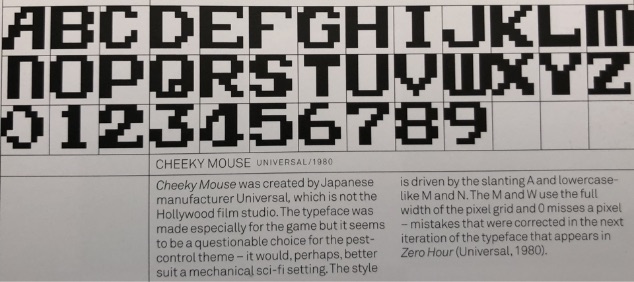 ABCDEFGHIJKLM
NOPQRSTUVWXYZ
0123456789
CHEEKY MOUSE UNIVERSAL/1980
Cheeky Mouse was created by Japanese
manufacturer Universal, which is not the
Hollywood film studio. The typeface was
made especially for the game but it seems
to be a questionable choice for the pest-
control theme – it would, perhaps, better
suit a mechanical sci-fi setting. The style
is driven by the slanting A and lowercase-
like M and N. The M and W use the full
width of the pixel grid and 0 misses a pixel
– mistakes that were corrected in the next
iteration of the typeface that appears in
Zero Hour (Universal, 1980).